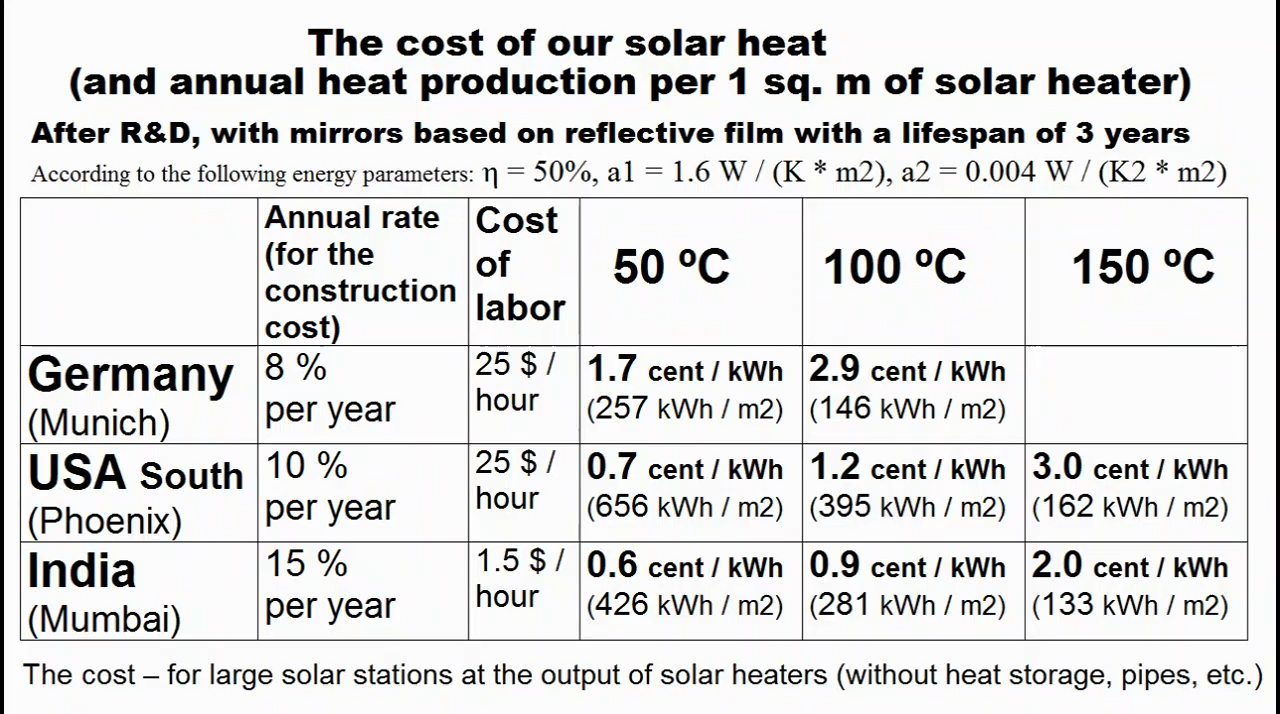 The cost of our solar heat
(and annual heat production per 1 sq. m of solar heater)
After R&D, with mirrors based on reflective film with a lifespan of 3 years
According to the following energy parameters: η = 50%, a1 = 1.6 W / (K * m2), a2 = 0.004 W / (K2 * m2)
Annual rate (for the construction cost) Cost of labor 50 ºC 100 ºC 150 ºC
Germany 8 % 25 $ / 1.7 cent / kWh 2.9 cent / kWh
(Munich) per year hour (257 kWh / m2) (146 kWh / m2)
USA South 10 % 25 $ / 0.7 cent / kWh 1.2 cent / kWh 3.0 cent / kWh
(Phoenix) per year hour (656 kWh / m2) (395 kWh / m2) (162 kWh / m2)
India 15 % 1.5 $ / 0.6 cent / kWh 0.9 cent / kWh 2.0 cent / kWh
(Mumbai) per year hour (426 kWh / m2) (281 kWh / m2) (133 kWh / m2)
The cost – for large solar stations at the output of solar heaters (without heat storage, pipes, etc.)